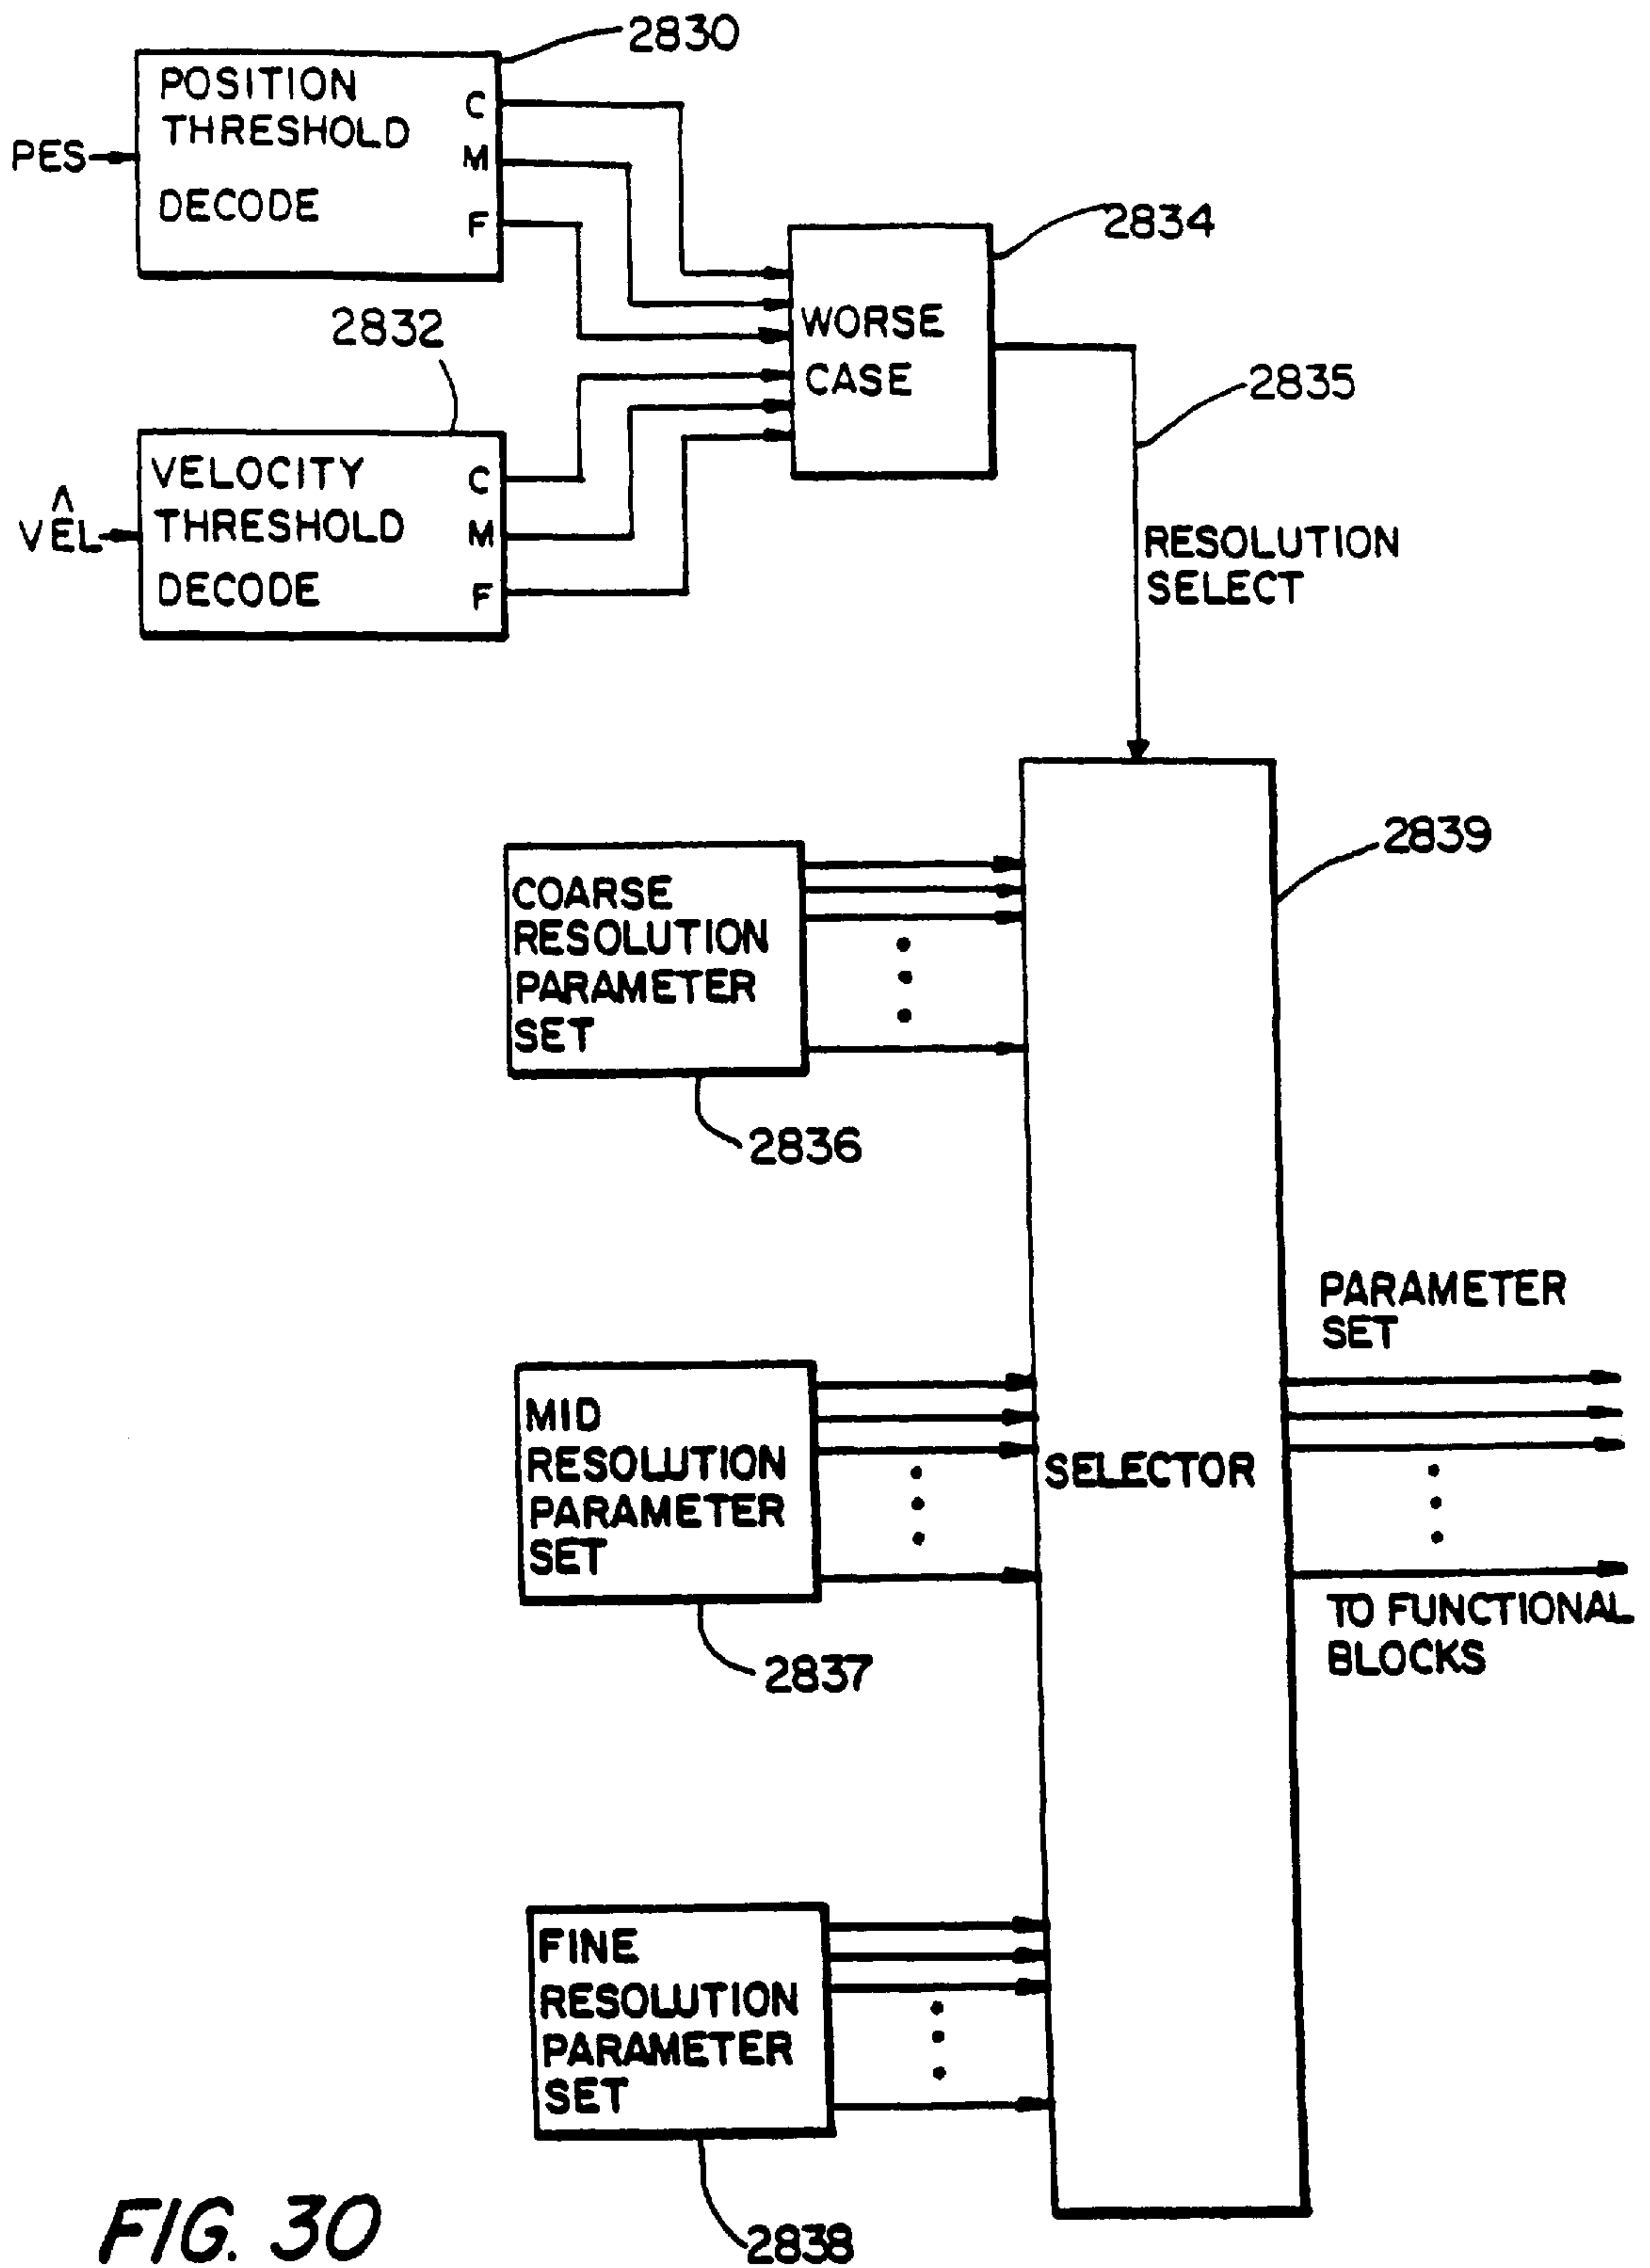 2830
POSITION
THRESHOLD
DECODE
C
M
F
PES
2834
WORSE
CASE
2832
2835
VELOCITY
THRESHOLD
DECODE
C
M
F
VÊL
RESOLUTION
SELECT
2839
COARSE
RESOLUTION
PARAMETER
SET
2836
PARAMETER
SET
MID
RESOLUTION
PARAMETER
SET
SELECTOR
2837
TO FUNCTIONAL
BLOCKS
FINE
RESOLUTION
PARAMETER
SET
2838
FIG. 30